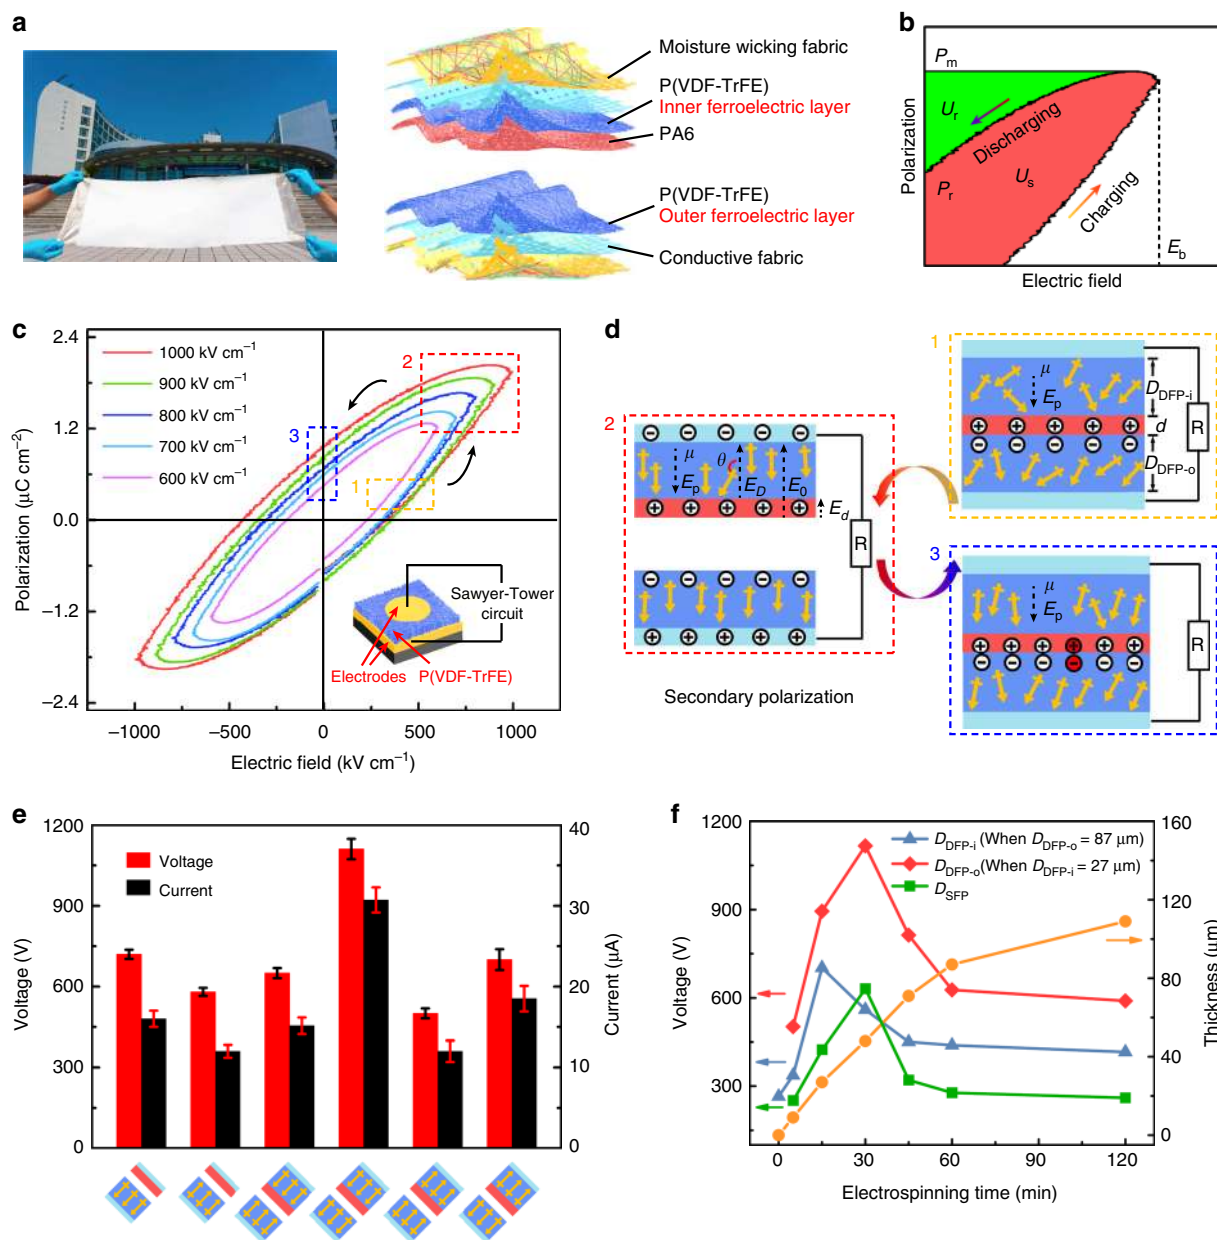 a
Moisture wicking fabric
P(VDF-TrFE)
Inner ferroelectric layer
PA6
P(VDF-TrFE)
Outer ferroelectric layer
Conductive fabric
b
Polarization
Pm
Ur
Discharging
Pr
Us
Charging
Eb
Electric field
c
Polarization (μC cm−2)
2.4
1.2
0.0
−1.2
−2.4
1000 kV cm−1
900 kV cm−1
800 kV cm−1
700 kV cm−1
600 kV cm−1
2
3
1
Sawyer-Tower
circuit
Electrodes
P(VDF-TrFE)
−1000 −500 0 500 1000
Electric field (kV cm−1)
d
2
μ
Ep
θ
ED
E0
Ed
R
Secondary polarization
1
μ
Ep
DDFP-i
d
DDFP-o
R
3
μ
Ep
R
e
Voltage (V)
1200
900
600
300
0
Voltage
Current
40
30
20
10
0
Current (μA)
f
Voltage (V)
1200
900
600
300
DDFP-i (When DDFP-o = 87 μm)
DDFP-o(When DDFP-i = 27 μm)
DSFP
160
120
80
40
0
Thickness (μm)
0 30 60 90 120
Electrospinning time (min)